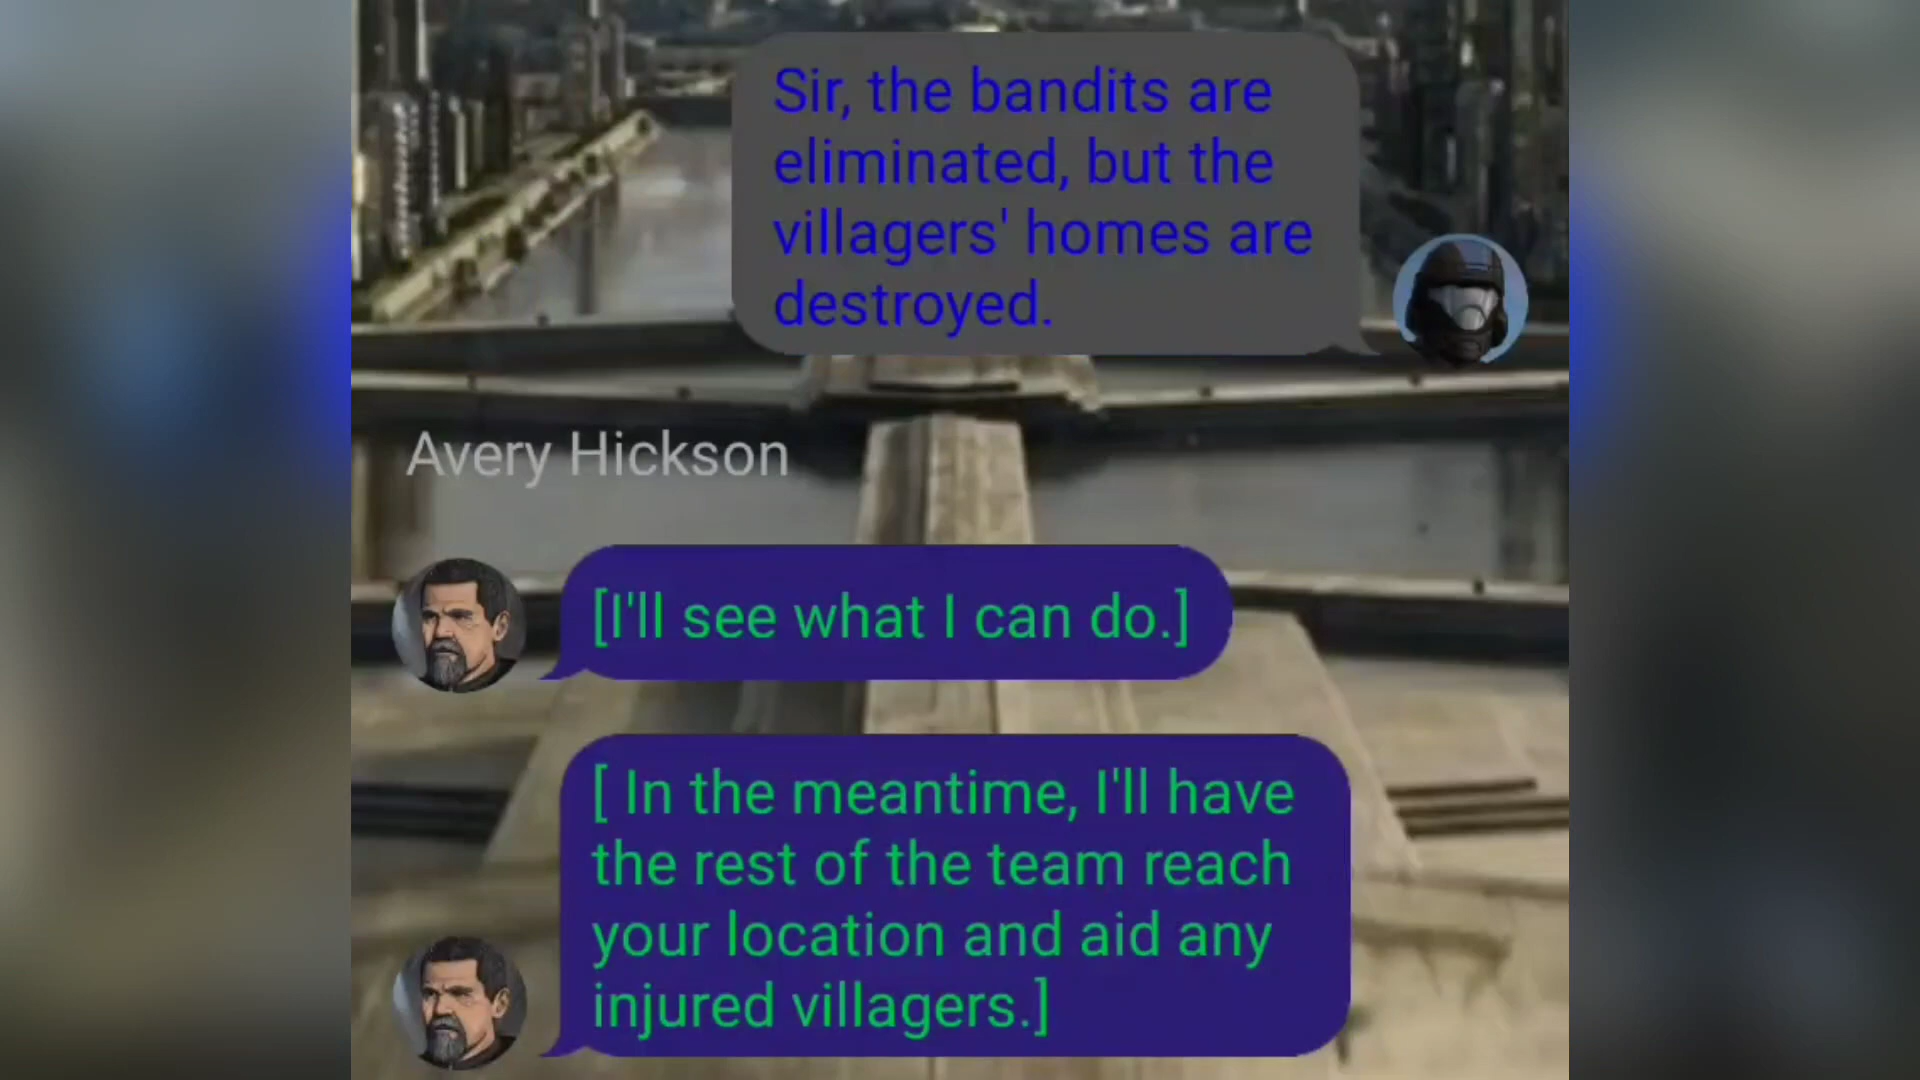 Sir, the bandits are
eliminated, but the
villagers' homes are
destroyed.
Avery Hickson
[I'll see what I can do.]
[ In the meantime, I'll have
the rest of the team reach
your location and aid any
injured villagers.]